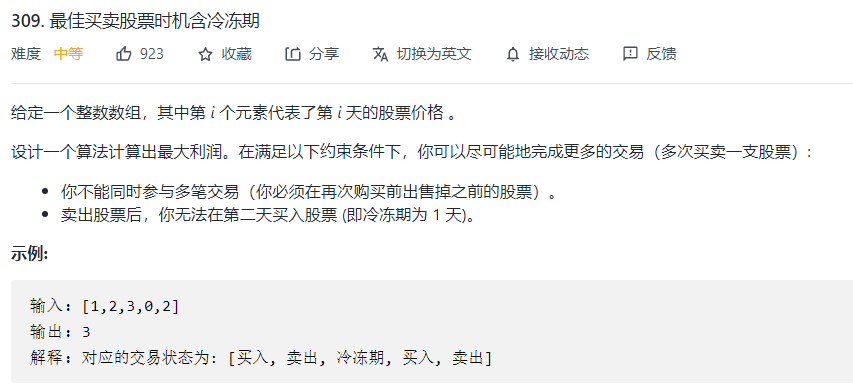 309. 最佳买卖股票时机含冷冻期
难度 中等 923 收藏 分享 切换为英文 接收动态 反馈
给定一个整数数组，其中第 i 个元素代表了第 i 天的股票价格 。
设计一个算法计算出最大利润。在满足以下约束条件下，你可以尽可能地完成更多的交易（多次买卖一支股票）:
• 你不能同时参与多笔交易（你必须在再次购买前出售掉之前的股票）。
• 卖出股票后，你无法在第二天买入股票 (即冷冻期为 1 天)。
示例:
输入: [1,2,3,0,2]
输出: 3
解释: 对应的交易状态为: [买入, 卖出, 冷冻期, 买入, 卖出]